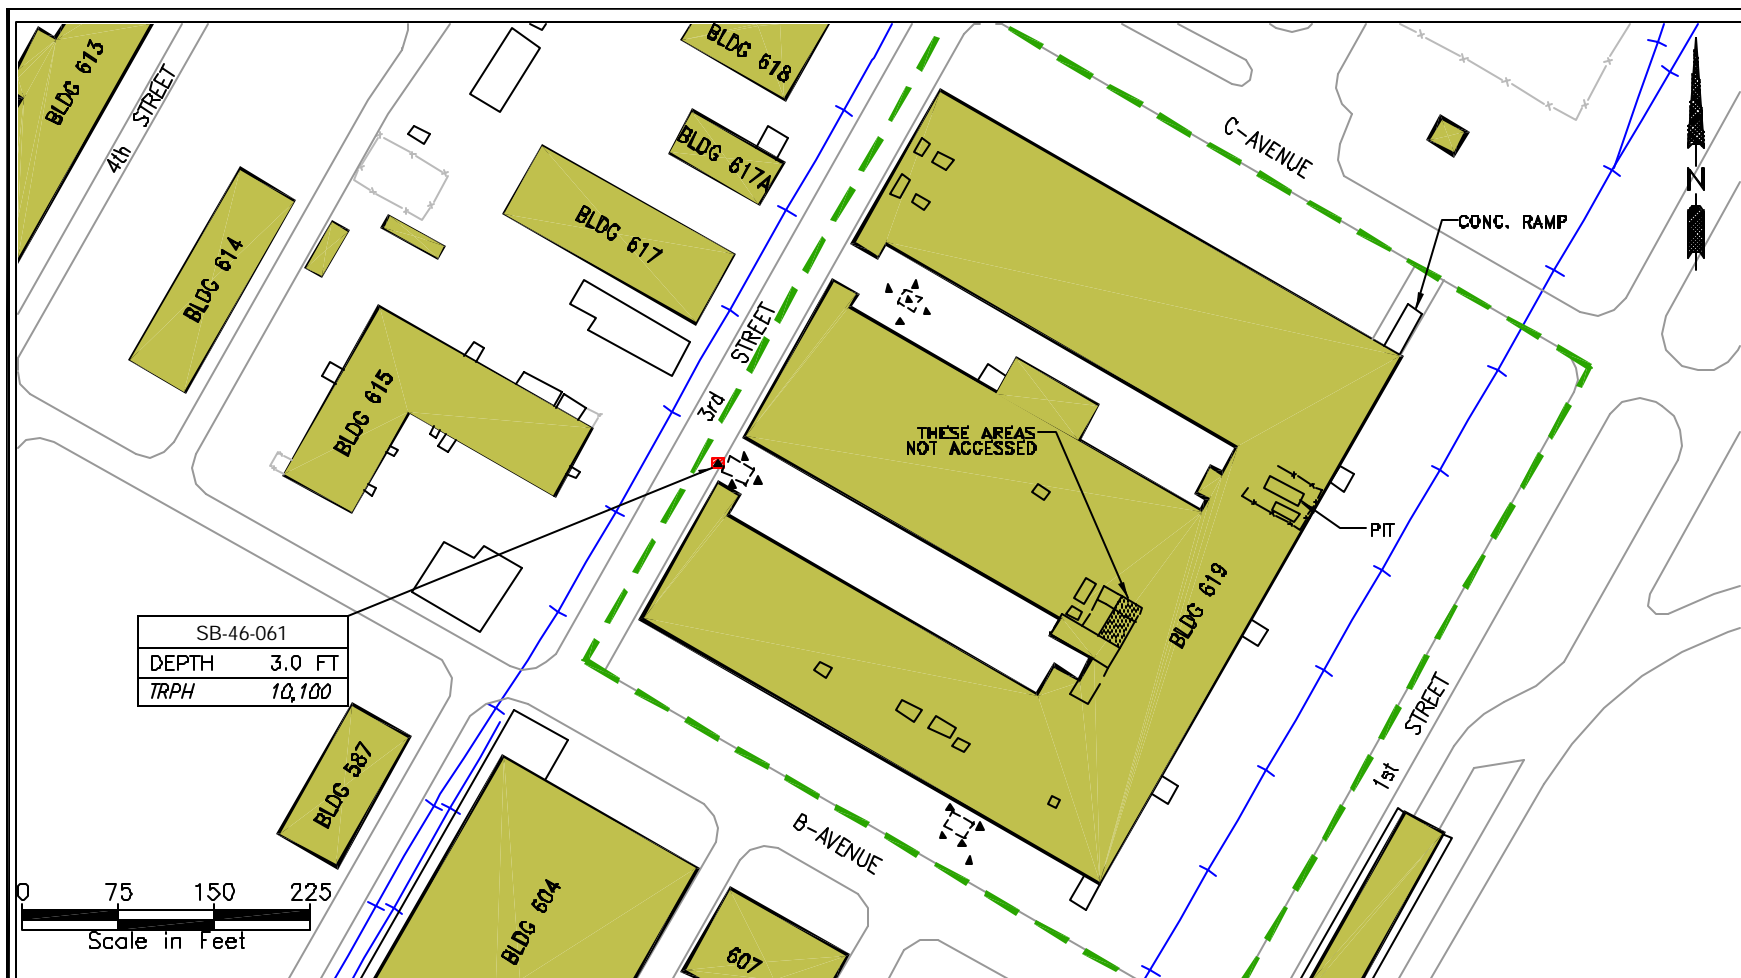 BLDG 613
4th STREET
BLDG 614
BLDG 615
BLDG 617
BLDG 617A
BLDG 618
3rd STREET
C-AVENUE
CONC. RAMP
N
THESE AREAS
NOT ACCESSED
PIT
BLDG 619
1st STREET
B-AVENUE
SB-46-061
DEPTH 3.0 FT
TRPH 10,100
BLDG 587
BLDG 604
607
0 75 150 225
Scale in Feet